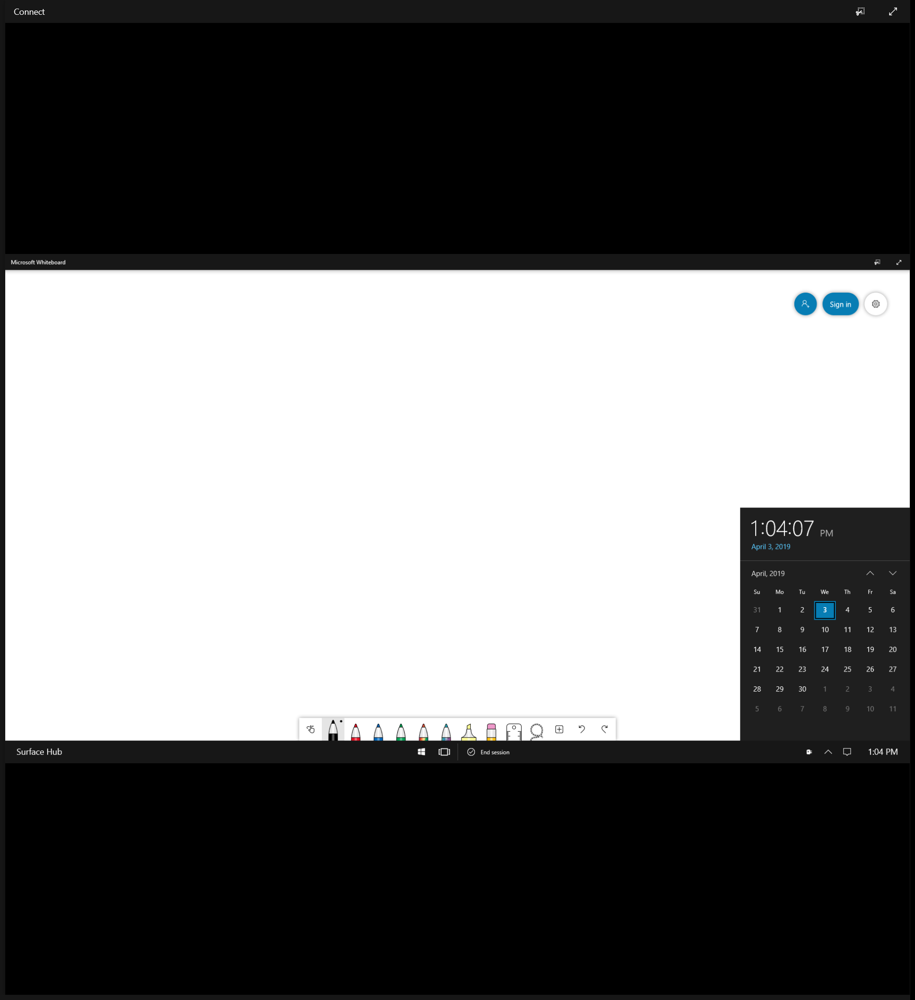 Connect
Microsoft Whiteboard
Sign in
1:04:07 PM
April 3, 2019
April, 2019
Su Mo Tu We Th Fr Sa
31 1 2 3 4 5 6
7 8 9 10 11 12 13
14 15 16 17 18 19 20
21 22 23 24 25 26 27
28 29 30 1 2 3 4
5 6 7 8 9 10 11
Surface Hub End session 1:04 PM